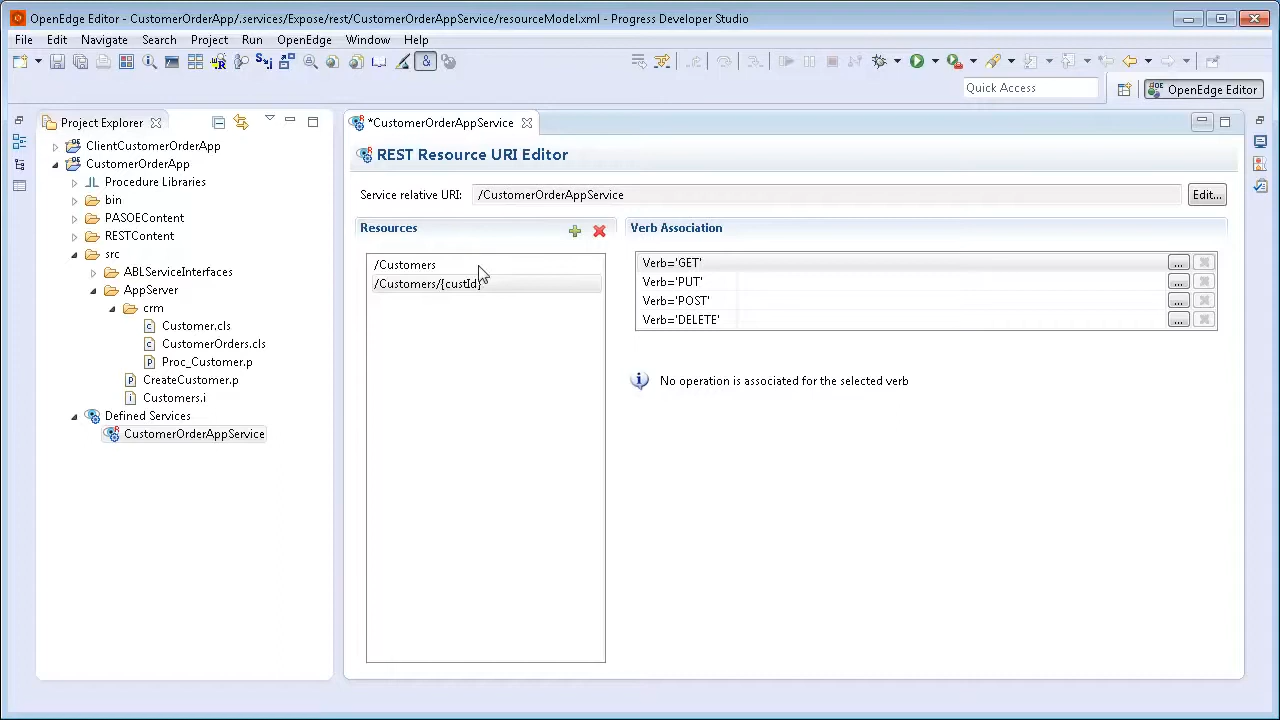 OpenEdge Editor - CustomerOrderApp/.services/Expose/rest/CustomerOrderAppService/resourceModel.xml - Progress Developer Studio
File Edit Navigate Search Project Run OpenEdge Window Help
Quick Access
OpenEdge Editor
Project Explorer
ClientCustomerOrderApp
CustomerOrderApp
Procedure Libraries
bin
PASOEContent
RESTContent
src
ABLServiceInterfaces
AppServer
crm
Customer.cls
CustomerOrders.cls
Proc_Customer.p
CreateCustomer.p
Customers.i
Defined Services
CustomerOrderAppService
*CustomerOrderAppService
REST Resource URI Editor
Service relative URI: /CustomerOrderAppService Edit...
Resources
/Customers
/Customers/{custId}
Verb Association
Verb='GET' ...
Verb='PUT' ...
Verb='POST' ...
Verb='DELETE' ...
No operation is associated for the selected verb